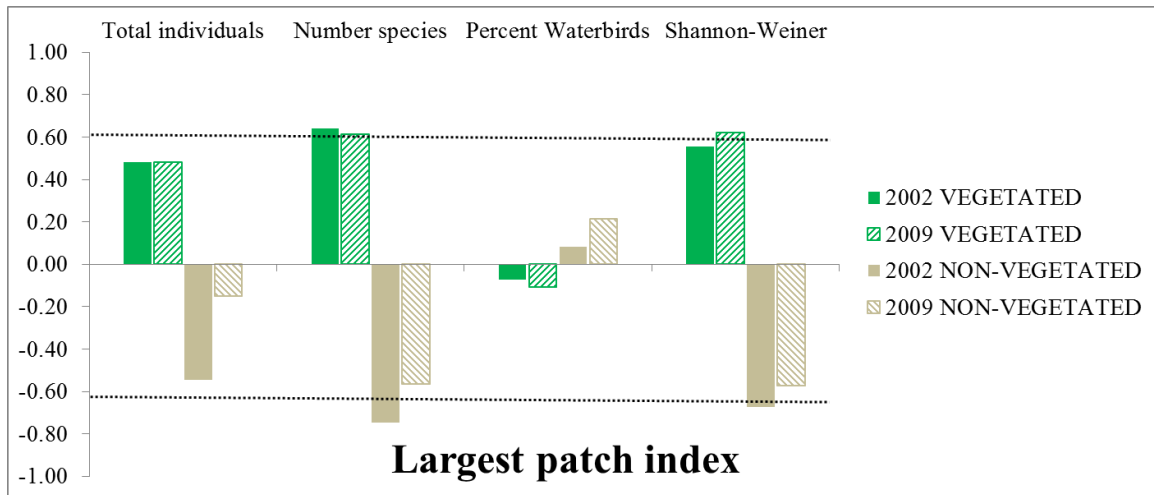 Total individuals Number species Percent Waterbirds Shannon-Weiner
1.00
0.80
0.60
0.40
0.20
0.00
-0.20
-0.40
-0.60
-0.80
-1.00
2002 VEGETATED
2009 VEGETATED
2002 NON-VEGETATED
2009 NON-VEGETATED
Largest patch index